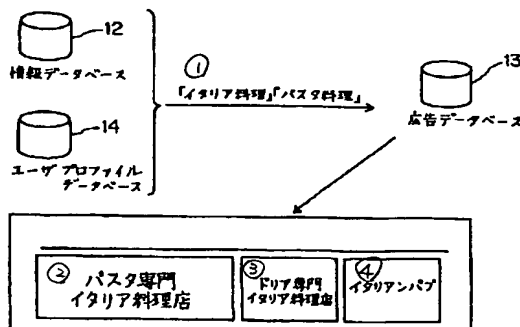 12
情報データベース
14
ユーザプロファイル
データベース
①
「イタリア料理」「パスタ料理」
13
広告データベース
② パスタ専門
イタリア料理店
③ ドリア専門
イタリア料理店
④
イタリアンパブ